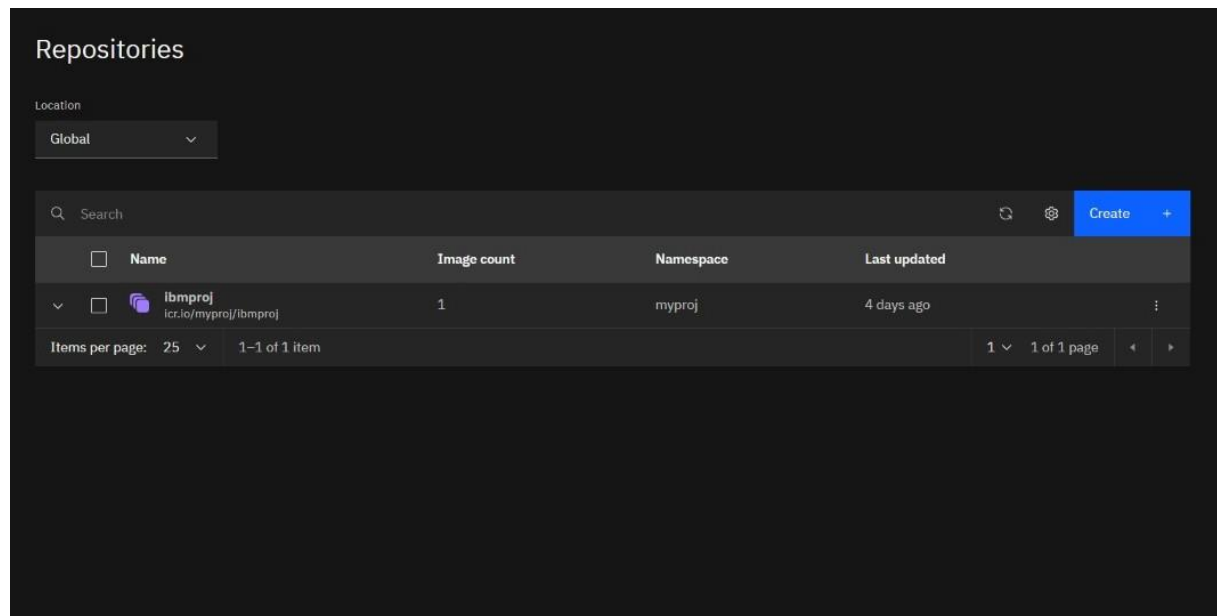 Repositories
Location
Global
Search
Create +
Name Image count Namespace Last updated
ibmproj 1 myproj 4 days ago
icr.io/myproj/ibmproj
Items per page: 25 1–1 of 1 item 1 1 of 1 page